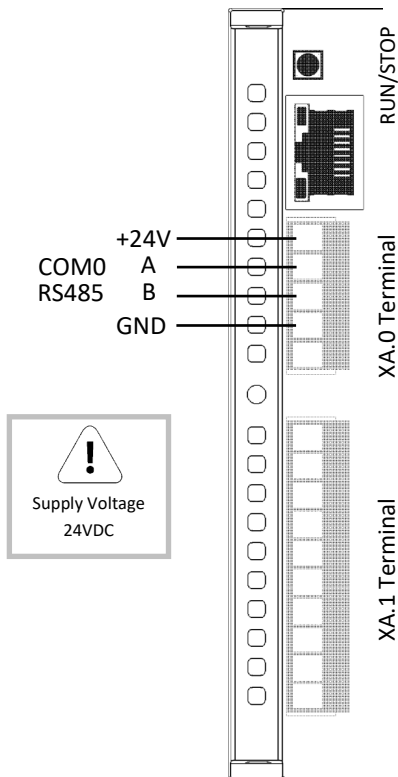 RUN/STOP
+24V
COM0 A
RS485 B
GND
XA.0 Terminal
!
Supply Voltage
24VDC
XA.1 Terminal